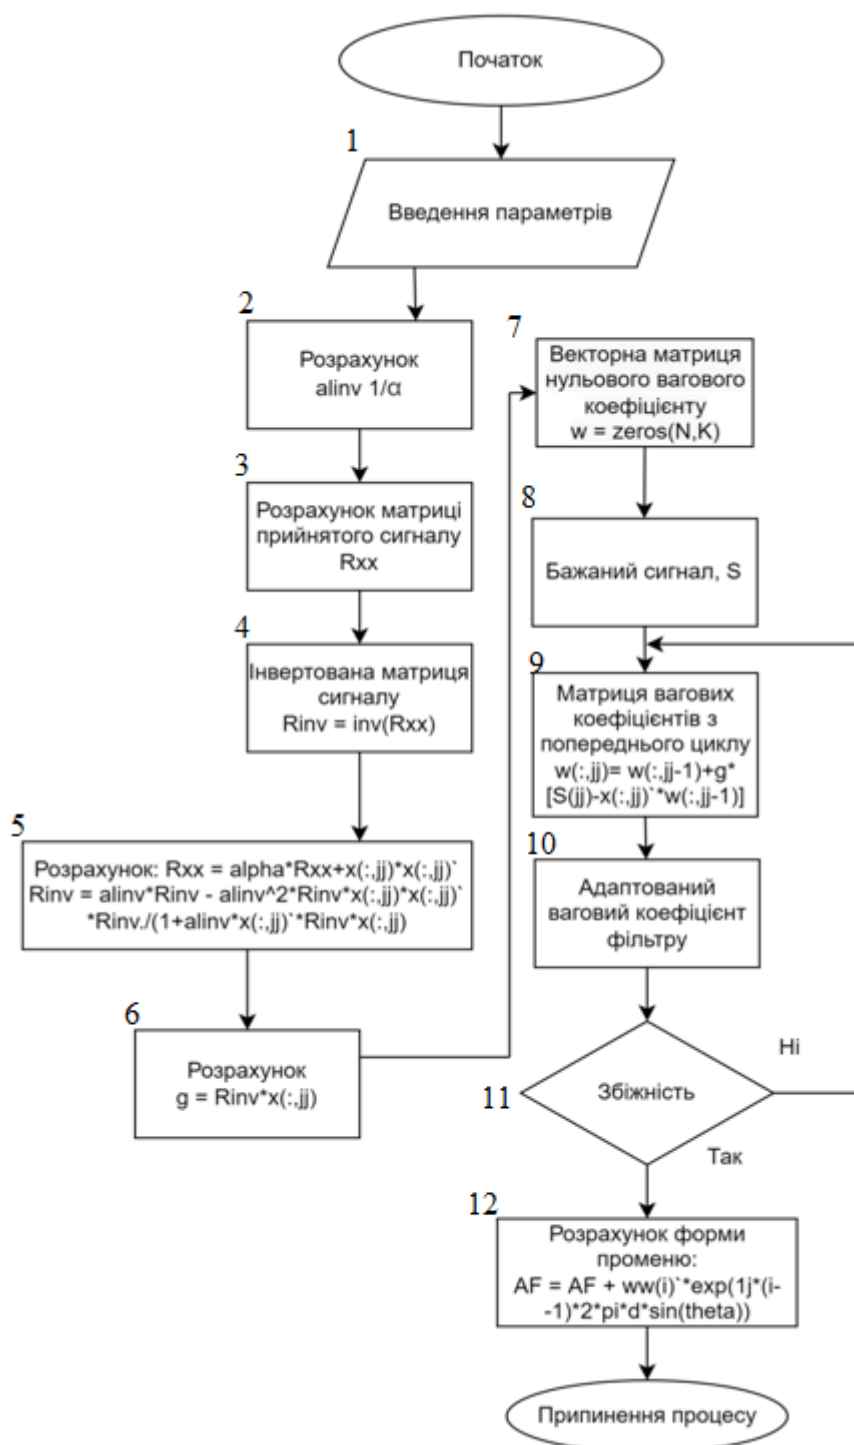 Початок
1
Введення параметрів
2
Розрахунок
alinv 1/α
3
Розрахунок матриці
прийнятого сигналу
Rxx
4
Інвертована матриця
сигналу
Rinv = inv(Rxx)
5
Розрахунок: Rxx = alpha*Rxx+x(:,jj)*x(:,jj)`
Rinv = alinv*Rinv - alinv^2*Rinv*x(:,jj)*x(:,jj)`
*Rinv./(1+alinv*x(:,jj)`*Rinv*x(:,jj)
6
Розрахунок
g = Rinv*x(:,jj)
7
Векторна матриця
нульового вагового
коефіцієнту
w = zeros(N,K)
8
Бажаний сигнал, S
9
Матриця вагових
коефіцієнтів з
попереднього циклу
w(:,jj)= w(:,jj-1)+g*
[S(jj)-x(:,jj)`*w(:,jj-1)]
10
Адаптований
ваговий коефіцієнт
фільтру
11
Збіжність
Ні
Так
12
Розрахунок форми
променю:
AF = AF + ww(i)`*exp(1j*(i-
-1)*2*pi*d*sin(theta))
Припинення процесу